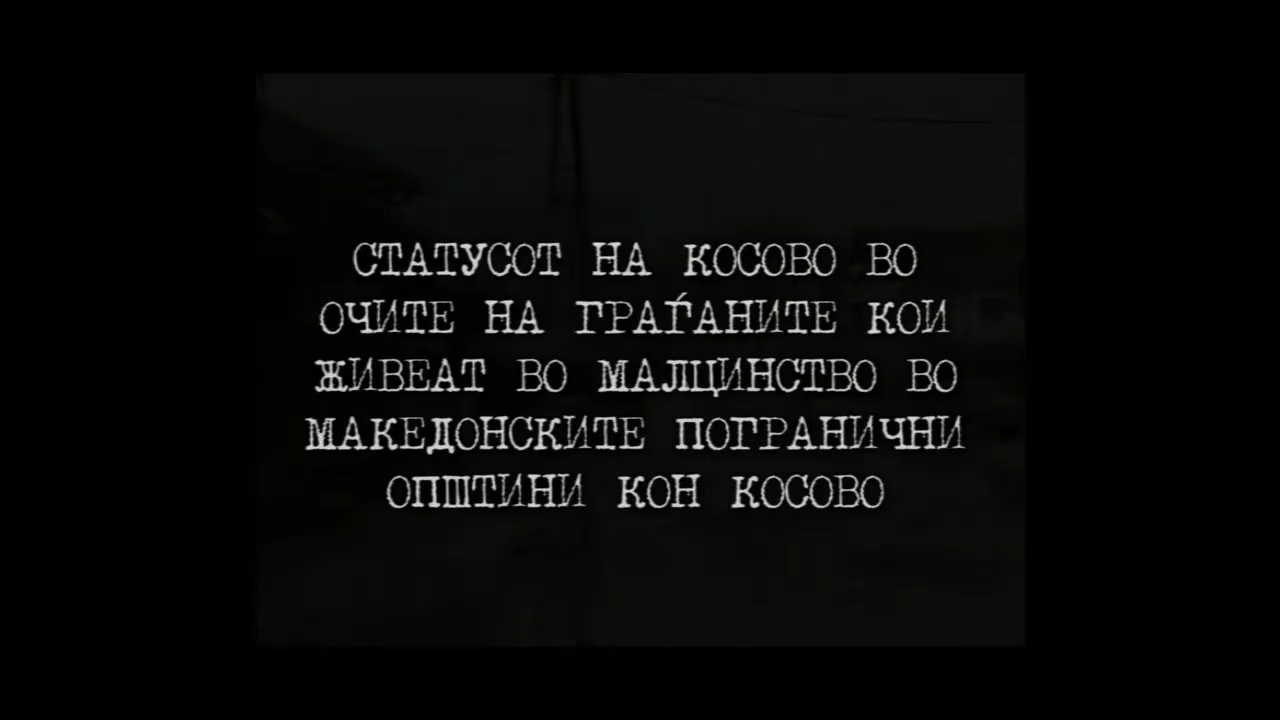 СТАТУСОТ НА КОСОВО ВО
ОЧИТЕ НА ГРАЃАНИТЕ КОИ
ЖИВЕАТ ВО МАЛЦИНСТВО ВО
МАКЕДОНСКИТЕ ПОГРАНИЧНИ
ОПШТИНИ КОН КОСОВО